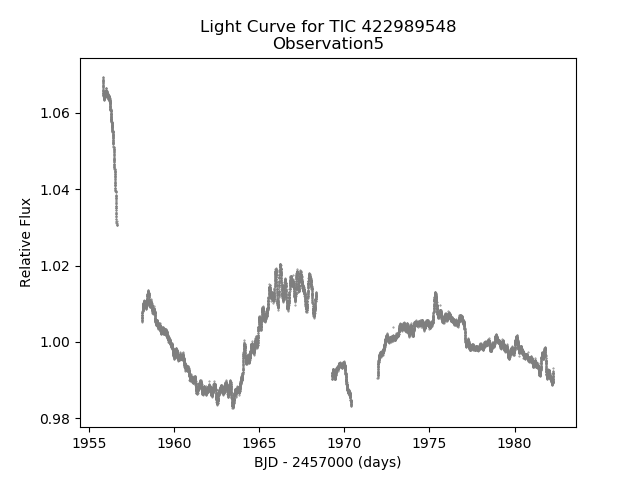 Light Curve for TIC 422989548
Observation5
1.06
1.04
1.02
1.00
0.98
Relative Flux
1955
1960
1965
1970
1975
1980
BJD - 2457000 (days)